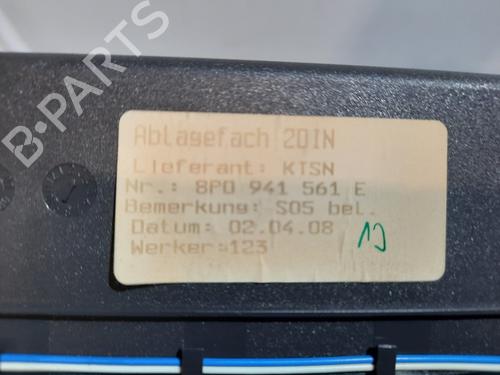 B-PARTS
Ablagefach 2DIN
Lieferant: KTSN
Nr.: 8P0 941 561 E
Bemerkung: S05 bel.
Datum: 02.04.08
Werker:123